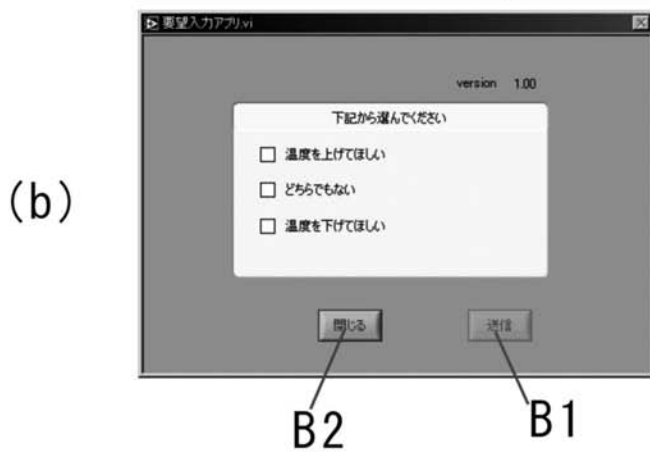 要望入力アプリ.vi
version 1.00
下記から選んでください
温度を上げてほしい
(b)
どちらでもない
温度を下げてほしい
閉じる 送信
B2 B1